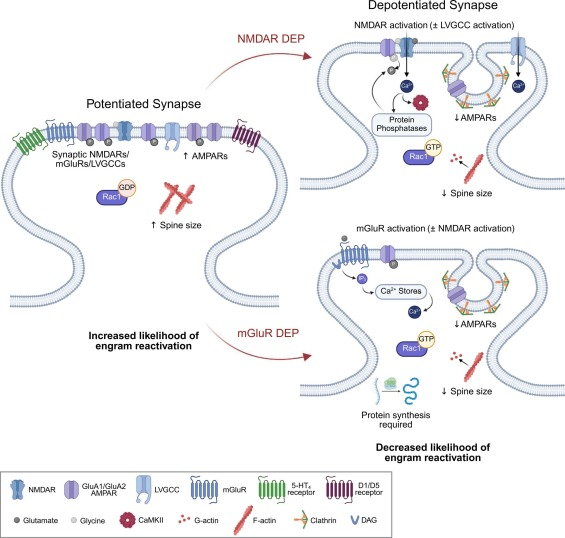 Depotentiated Synapse
NMDAR activation (± LVGCC activation)
NMDAR DEP
Ca²⁺
Ca²⁺
Protein
Phosphatases
↓AMPARs
GTP
Rac1
↓ Spine size
Potentiated Synapse
Synaptic NMDARs/
mGluRs/LVGCCs
↑ AMPARs
GDP
Rac1
↑ Spine size
Increased likelihood of
engram reactivation
mGluR DEP
mGluR activation (± NMDAR activation)
DAG
IP₃
Ca²⁺ Stores
Ca²⁺
↓AMPARs
GTP
Rac1
↓ Spine size
Protein synthesis
required
Decreased likelihood of
engram reactivation
NMDAR
GluA1/GluA2
AMPAR
LVGCC
mGluR
5-HT₄
receptor
D1/D5
receptor
Glutamate
Glycine
CaMKII
G-actin
F-actin
Clathrin
DAG